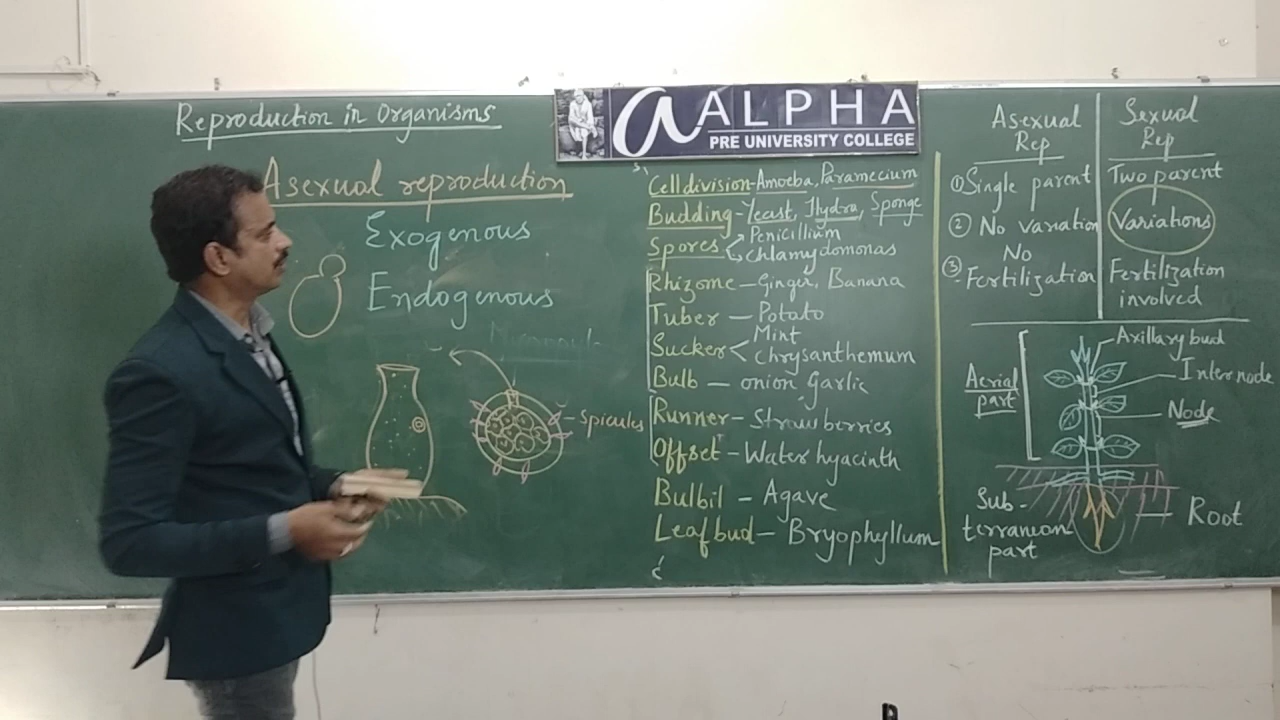 Reproduction in Organisms
Asexual reproduction
Exogenous
Endogenous
Spicules
a ALPHA
PRE UNIVERSITY COLLEGE
Cell division - Amoeba, Paramecium
Budding - Yeast, Hydra, Sponge
Spores < Penicillium
Chlamydomonas
Rhizome - Ginger, Banana
Tuber - Potato
Sucker < Mint
Chrysanthemum
Bulb - onion Garlic
Runner - Strawberries
Offset - Water hyacinth
Bulbil - Agave
Leaf bud - Bryophyllum
Asexual Rep
Sexual Rep
① Single parent
Two parent
② No variation
Variations
③ No Fertilization
Fertilization involved
Axillary bud
Internode
Node
Aerial part
Sub-terranean part
Root